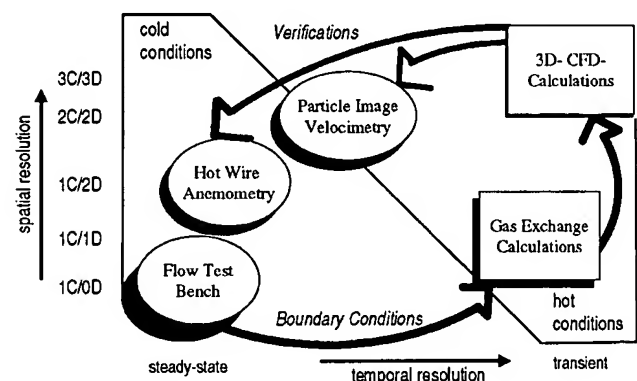 cold
conditions
Verifications
3D- CFD-
Calculations
3C/3D
2C/2D
1C/2D
1C/1D
1C/0D
spatial resolution
Particle Image
Velocimetry
Hot Wire
Anemometry
Gas Exchange
Calculations
Flow Test
Bench
Boundary Conditions
hot
conditions
steady-state
temporal resolution
transient